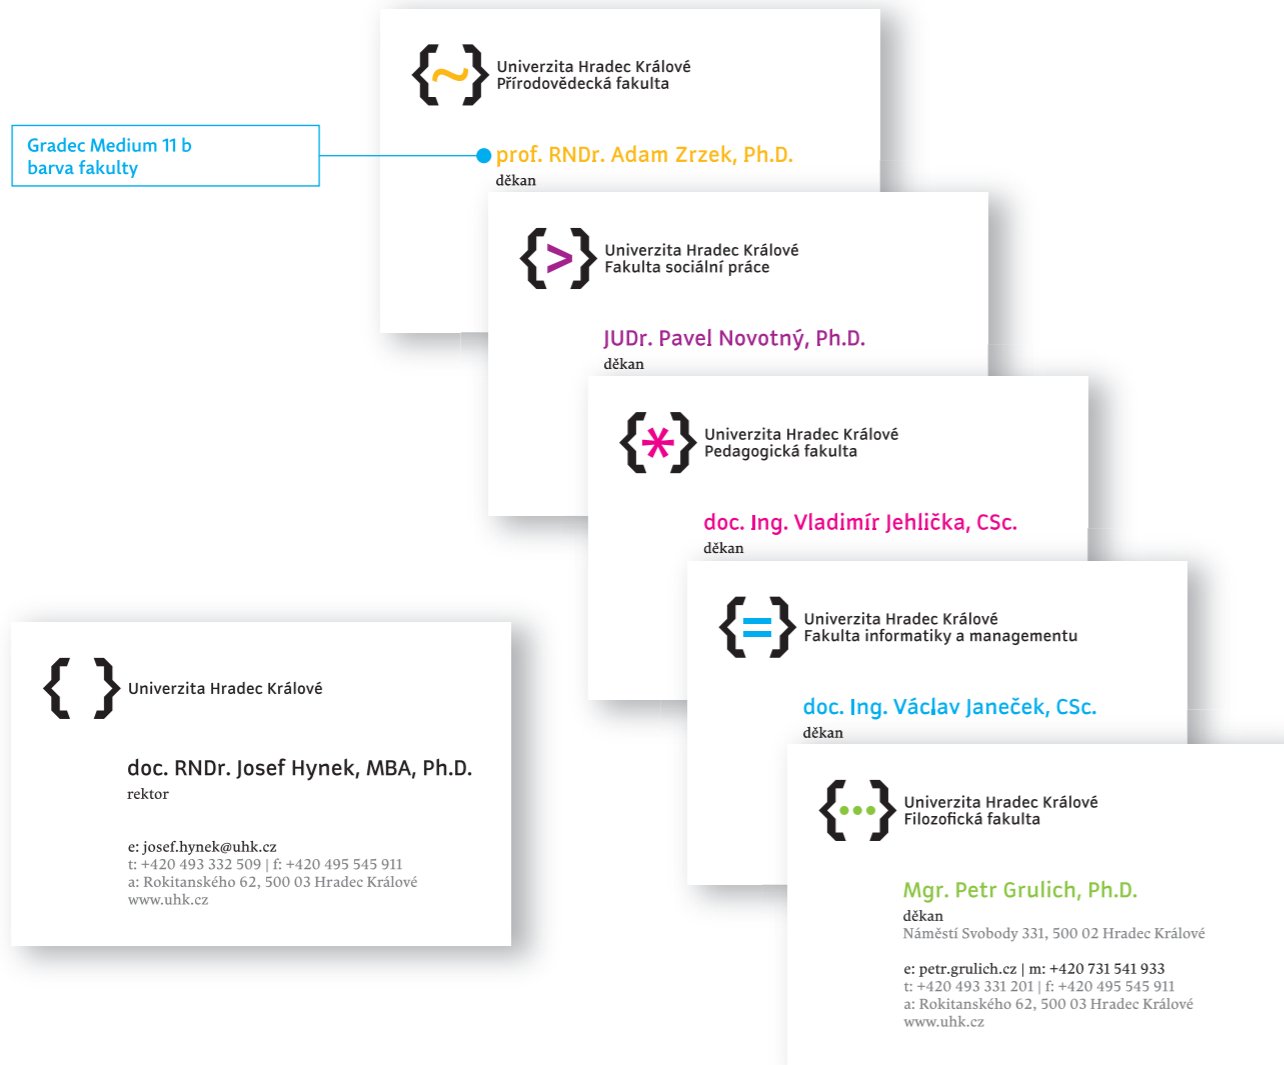 {~} Univerzita Hradec Králové
Přírodovědecká fakulta
Gradec Medium 11 b
barva fakulty
prof. RNDr. Adam Zrzek, Ph.D.
děkan
{>} Univerzita Hradec Králové
Fakulta sociální práce
JUDr. Pavel Novotný, Ph.D.
děkan
{*} Univerzita Hradec Králové
Pedagogická fakulta
doc. Ing. Vladimír Jehlička, CSc.
děkan
{=} Univerzita Hradec Králové
Fakulta informatiky a managementu
doc. Ing. Václav Janeček, CSc.
děkan
{ } Univerzita Hradec Králové
doc. RNDr. Josef Hynek, MBA, Ph.D.
rektor
e: josef.hynek@uhk.cz
t: +420 493 332 509 | f: +420 495 545 911
a: Rokitanského 62, 500 03 Hradec Králové
www.uhk.cz
{•••} Univerzita Hradec Králové
Filozofická fakulta
Mgr. Petr Grulich, Ph.D.
děkan
Náměstí Svobody 331, 500 02 Hradec Králové
e: petr.grulich.cz | m: +420 731 541 933
t: +420 493 331 201 | f: +420 495 545 911
a: Rokitanského 62, 500 03 Hradec Králové
www.uhk.cz